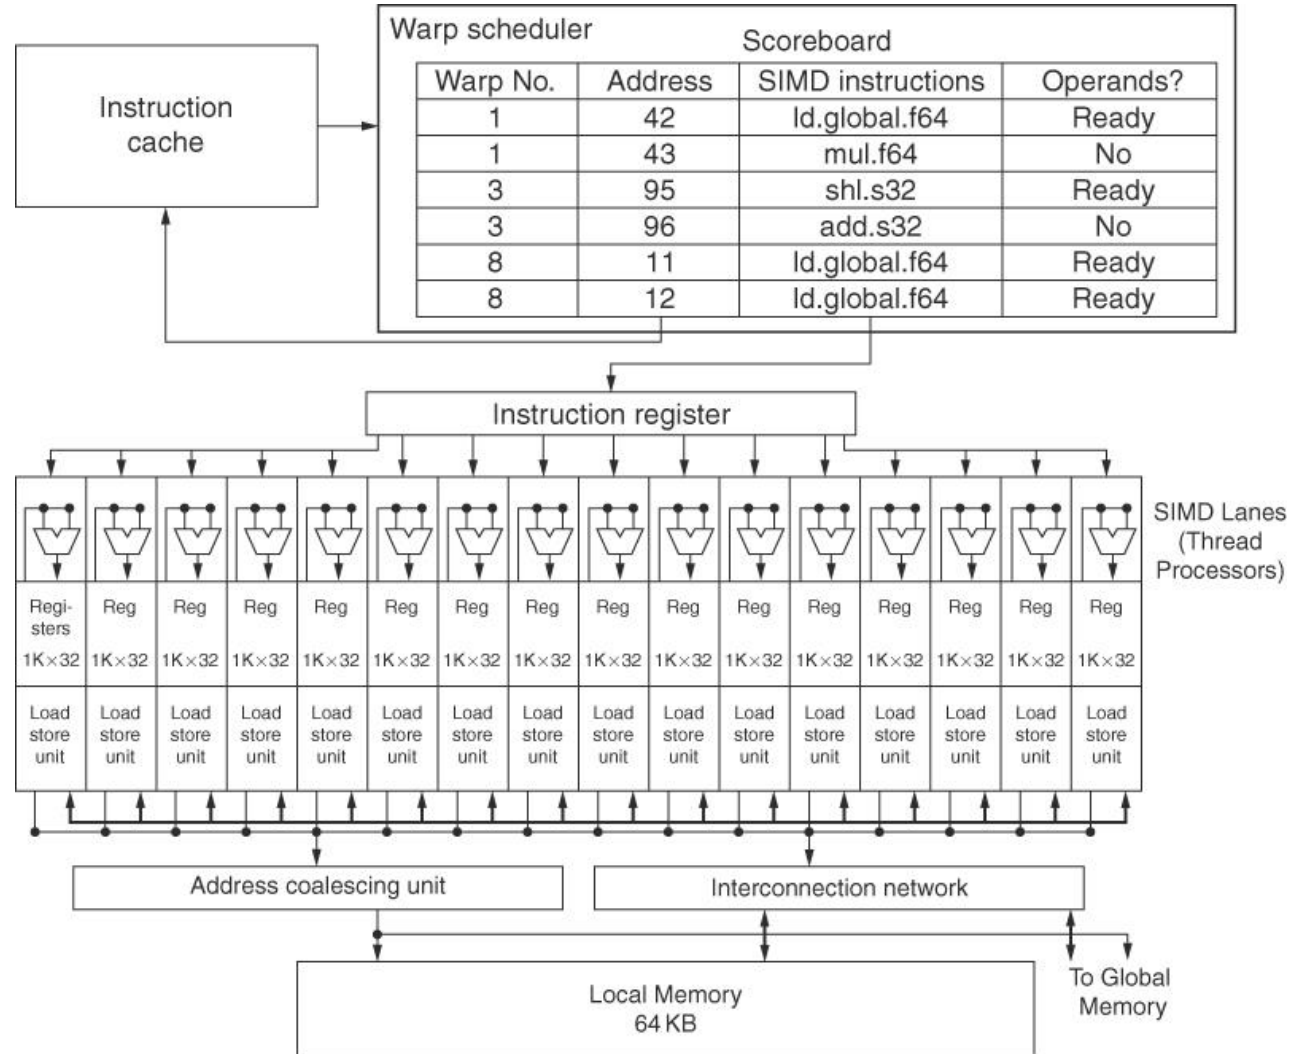 Warp scheduler
Scoreboard
Warp No. Address SIMD instructions Operands?
1 42 ld.global.f64 Ready
1 43 mul.f64 No
3 95 shl.s32 Ready
3 96 add.s32 No
8 11 ld.global.f64 Ready
8 12 ld.global.f64 Ready
Instruction
cache
Instruction register
SIMD Lanes
(Thread
Processors)
Regi- Reg Reg Reg Reg Reg Reg Reg Reg Reg Reg Reg Reg Reg Reg Reg
sters
1K×32 1K×32 1K×32 1K×32 1K×32 1K×32 1K×32 1K×32 1K×32 1K×32 1K×32 1K×32 1K×32 1K×32 1K×32 1K×32
Load Load Load Load Load Load Load Load Load Load Load Load Load Load Load Load
store store store store store store store store store store store store store store store store
unit unit unit unit unit unit unit unit unit unit unit unit unit unit unit unit
Address coalescing unit
Interconnection network
To Global
Memory
Local Memory
64 KB